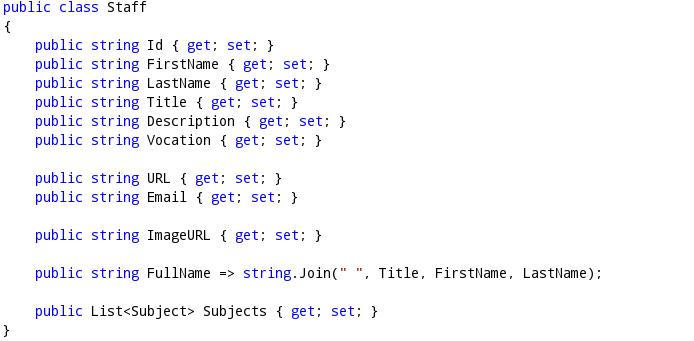 public class Staff
{
    public string Id { get; set; }
    public string FirstName { get; set; }
    public string LastName { get; set; }
    public string Title { get; set; }
    public string Description { get; set; }
    public string Vocation { get; set; }

    public string URL { get; set; }
    public string Email { get; set; }

    public string ImageURL { get; set; }

    public string FullName => string.Join(" ", Title, FirstName, LastName);

    public List<Subject> Subjects { get; set; }
}